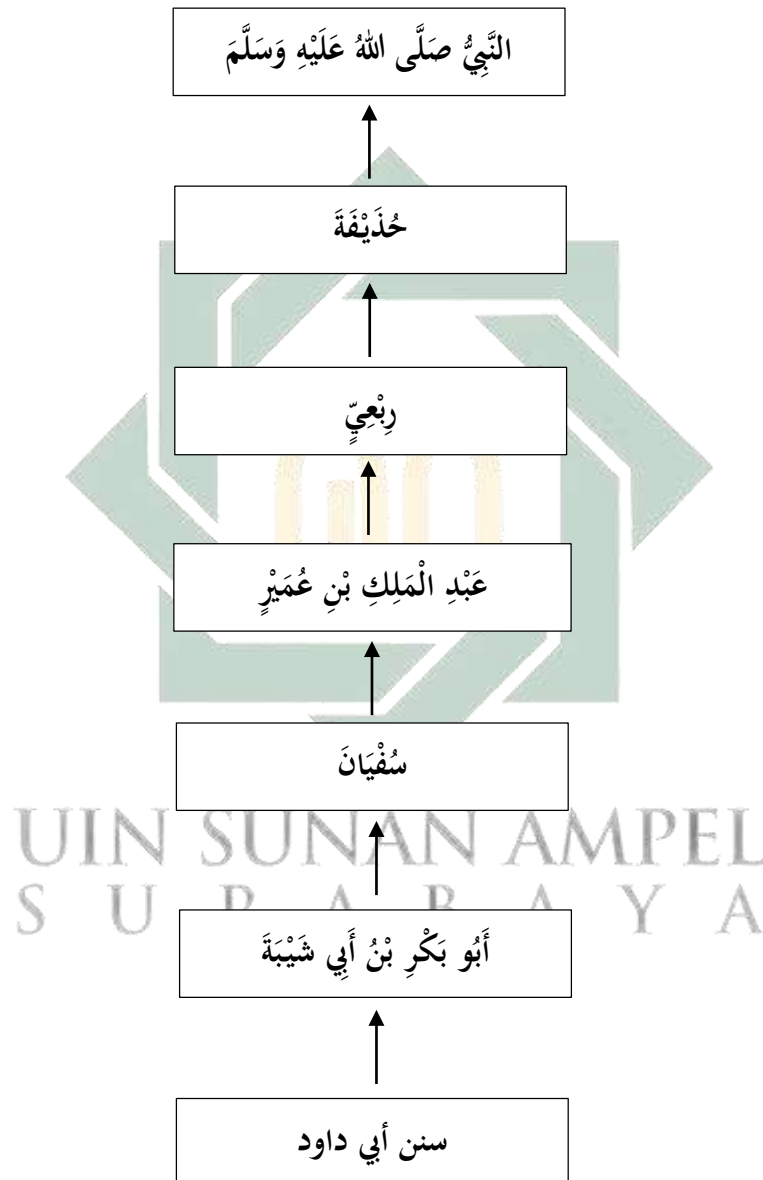 النَّبِيُّ صَلَّى اللهُ عَلَيْهِ وَسَلَّمَ
حُذَيْفَةَ
رِبْعِيٍّ
عَبْدِ الْمَلِكِ بْنِ عُمَيْرٍ
سُفْيَانَ
UIN SUNAN AMPEL
S U R A B A Y A
أَبُو بَكْرِ بْنُ أَبِي شَيْبَةَ
سنن أبي داود